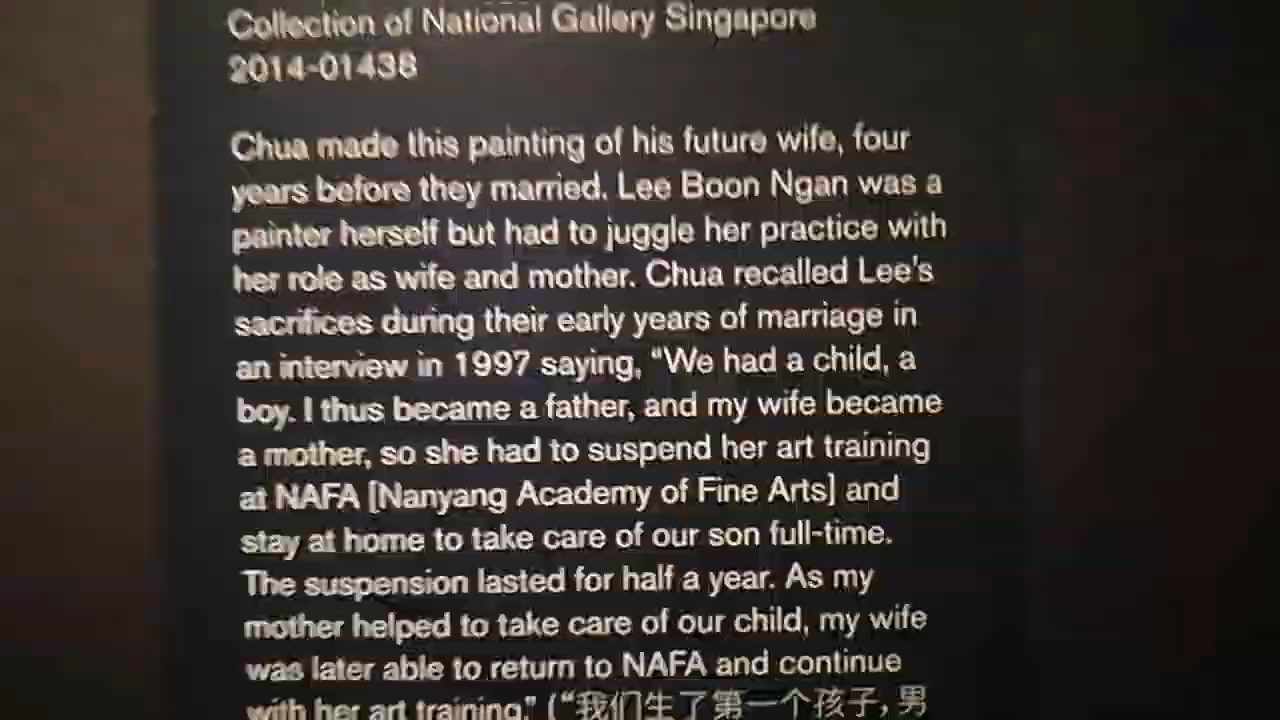 Collection of National Gallery Singapore
2014-01438
Chua made this painting of his future wife, four
years before they married. Lee Boon Ngan was a
painter herself but had to juggle her practice with
her role as wife and mother. Chua recalled Lee's
sacrifices during their early years of marriage in
an interview in 1997 saying, “We had a child, a
boy. I thus became a father, and my wife became
a mother, so she had to suspend her art training
at NAFA [Nanyang Academy of Fine Arts] and
stay at home to take care of our son full-time.
The suspension lasted for half a year. As my
mother helped to take care of our child, my wife
was later able to return to NAFA and continue
with her art training.” (“我们生了第一个孩子，男